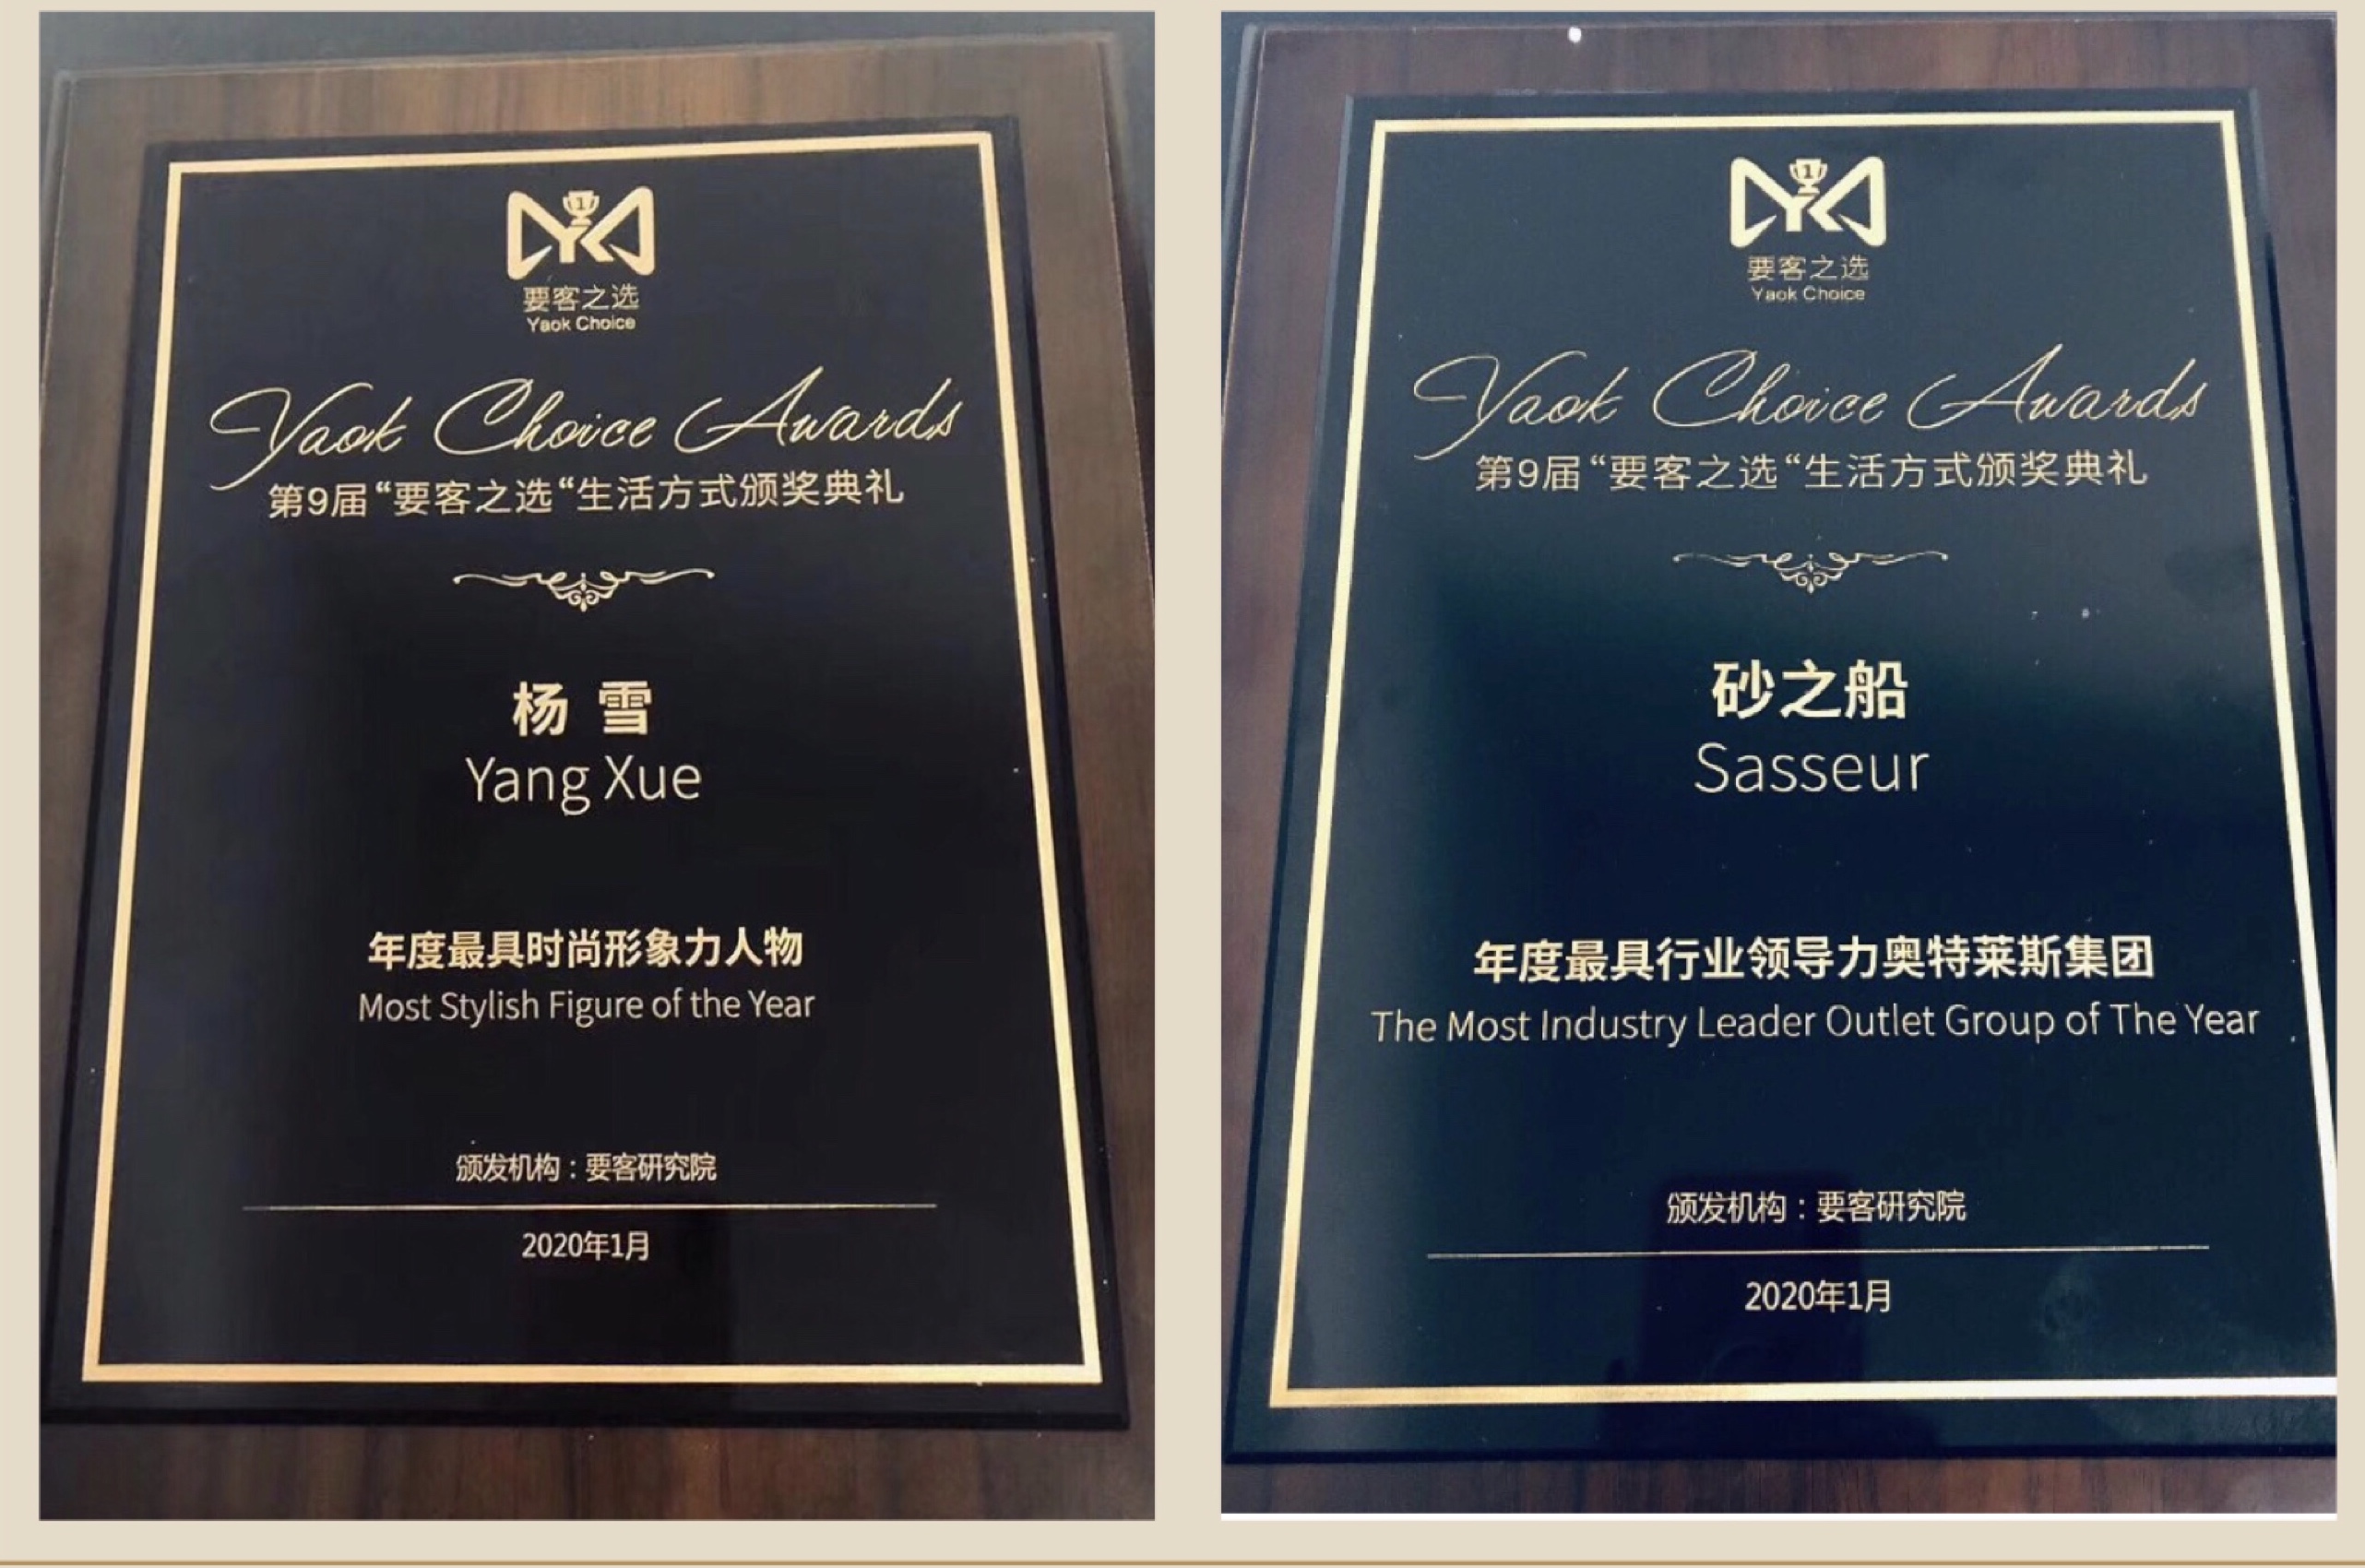 1
YK
要客之选
Yaok Choice
Yaok Choice Awards
第9届“要客之选“生活方式颁奖典礼
杨 雪
Yang Xue
年度最具时尚形象力人物
Most Stylish Figure of the Year
颁发机构：要客研究院
2020年1月
1
YK
要客之选
Yaok Choice
Yaok Choice Awards
第9届“要客之选“生活方式颁奖典礼
砂之船
Sasseur
年度最具行业领导力奥特莱斯集团
The Most Industry Leader Outlet Group of The Year
颁发机构：要客研究院
2020年1月